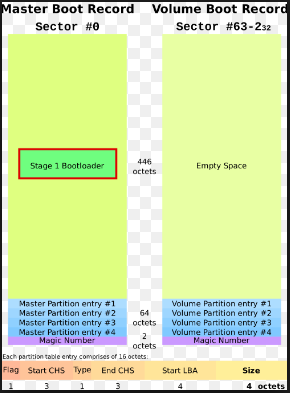 Master Boot Record Volume Boot Record
Sector #0 Sector #63-232
Stage 1 Bootloader 446 octets Empty Space
Master Partition entry #1 Volume Partition entry #1
Master Partition entry #2 64 octets Volume Partition entry #2
Master Partition entry #3 Volume Partition entry #3
Master Partition entry #4 Volume Partition entry #4
Magic Number 2 octets Magic Number
Each partition table entry comprises of 16 octets:
Flag Start CHS Type End CHS Start LBA Size
1 3 1 3 4 4 octets